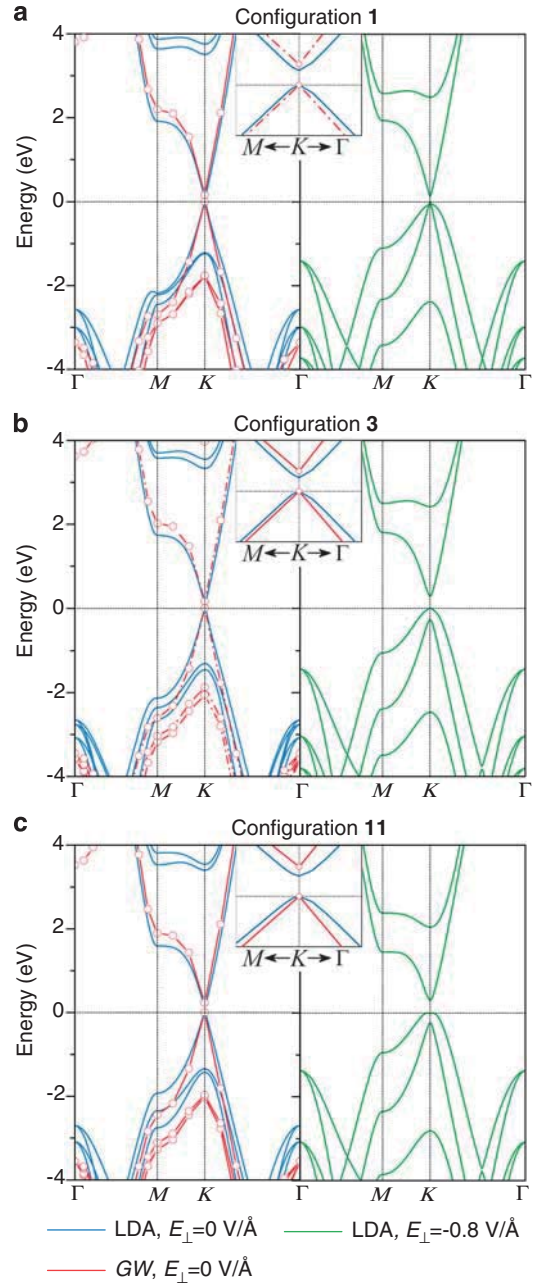 a
Configuration 1
4
2
0
-2
-4
Energy (eV)
M←K→Γ
Γ M K Γ M K Γ
b
Configuration 3
4
2
0
-2
-4
Energy (eV)
M←K→Γ
Γ M K Γ M K Γ
c
Configuration 11
4
2
0
-2
-4
Energy (eV)
M←K→Γ
Γ M K Γ M K Γ
LDA, E⊥=0 V/Å LDA, E⊥=-0.8 V/Å
GW, E⊥=0 V/Å